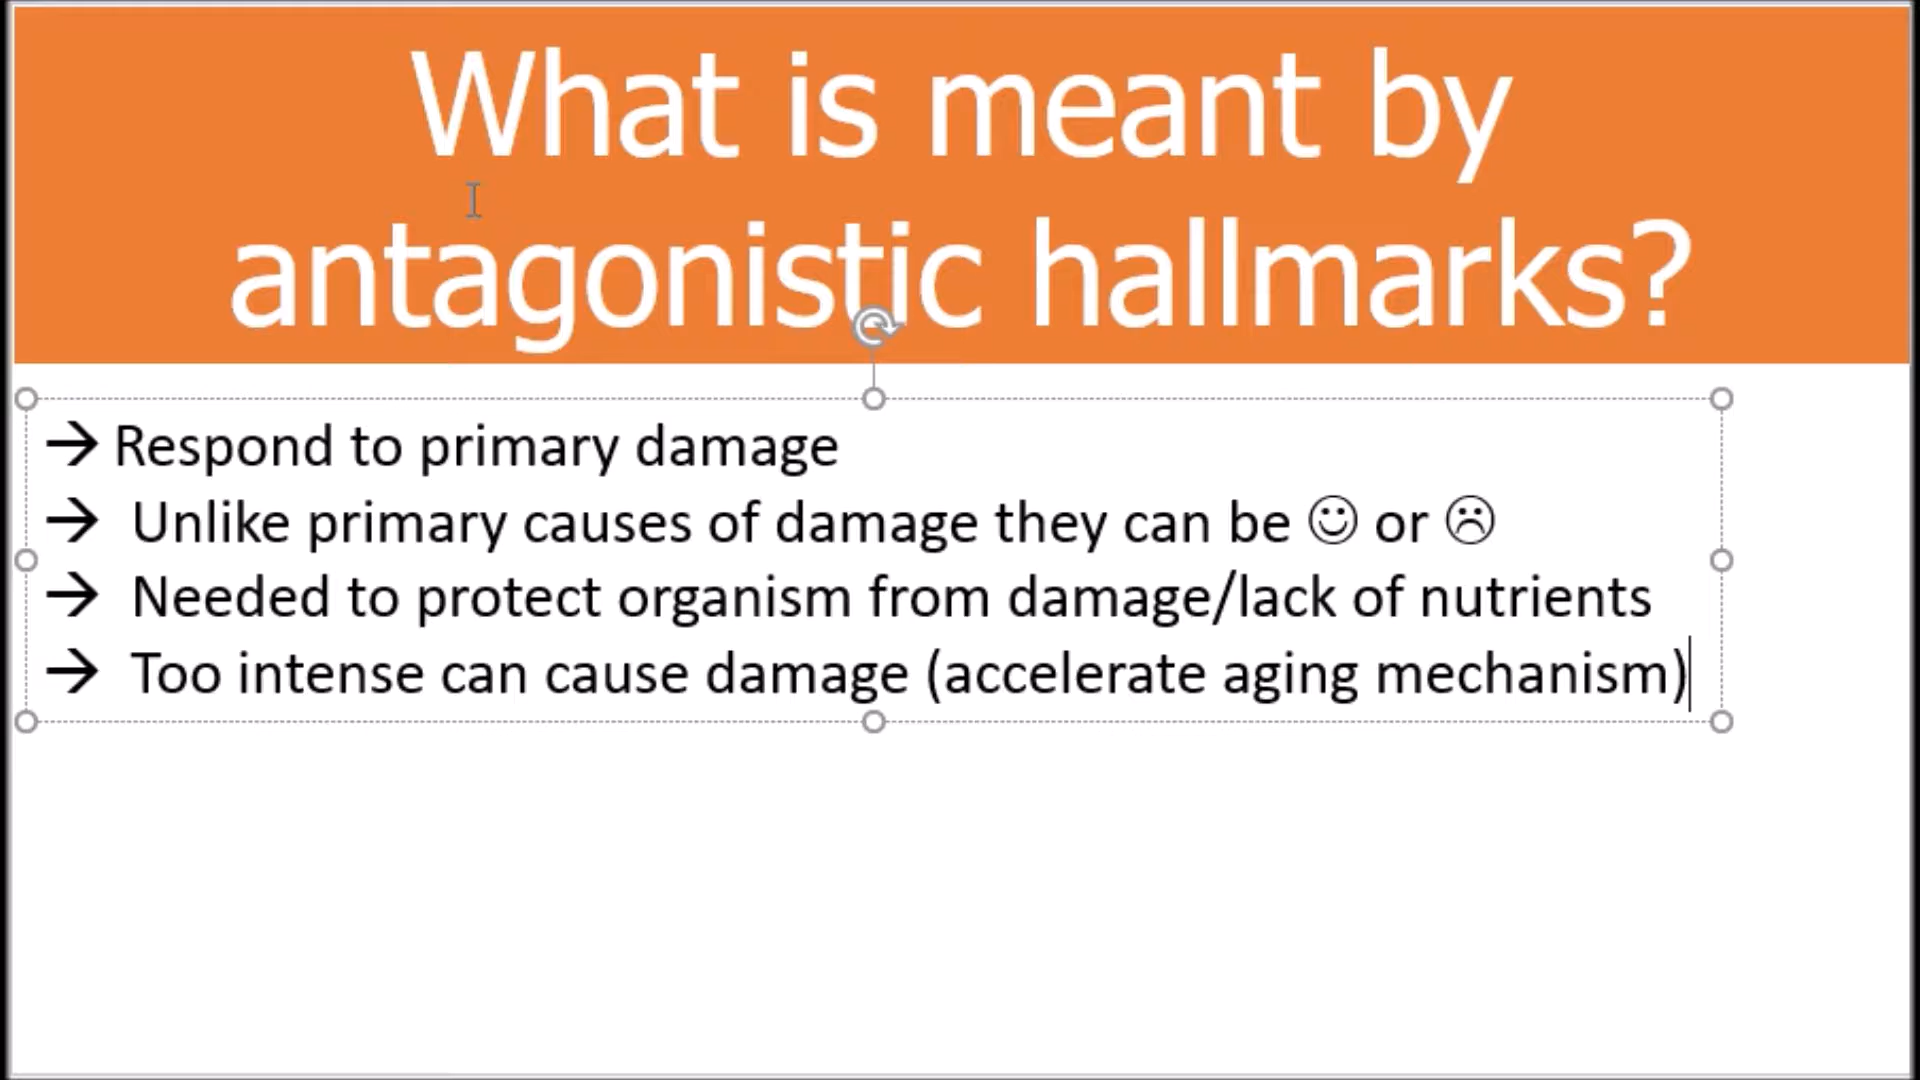 What is meant by
antagonistic hallmarks?
→ Respond to primary damage
→ Unlike primary causes of damage they can be ☺ or ☹
→ Needed to protect organism from damage/lack of nutrients
→ Too intense can cause damage (accelerate aging mechanism)